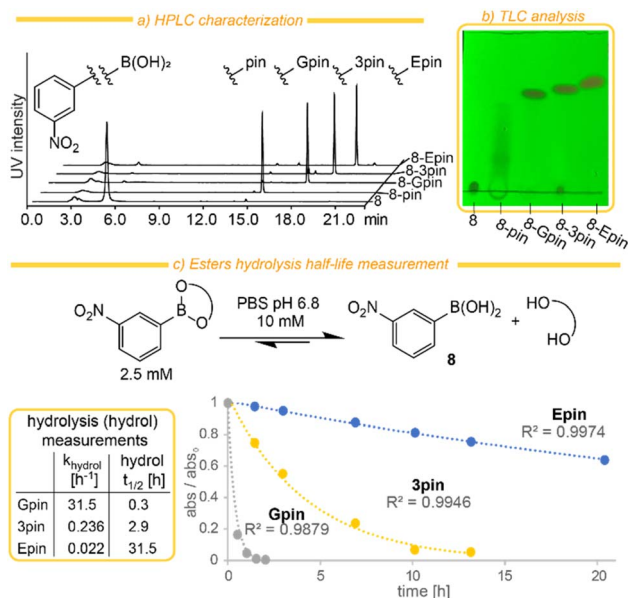 a) HPLC characterization
b) TLC analysis
B(OH)₂
pin
Gpin
3pin
Epin
NO₂
UV intensity
8-Epin
8-3pin
8-Gpin
8-pin
8
0.0 3.0 6.0 9.0 12.0 15.0 18.0 21.0 min
8
8-pin
8-Gpin
8-3pin
8-Epin
c) Esters hydrolysis half-life measurement
O₂N
B
O
O
2.5 mM
PBS pH 6.8
10 mM
O₂N
B(OH)₂
8
+
HO
HO
hydrolysis (hydrol)
measurements
k_hydrol hydrol
[h⁻¹] t₁/₂ [h]
Gpin 31.5 0.3
3pin 0.236 2.9
Epin 0.022 31.5
abs / abs₀
1
0.8
0.6
0.4
0.2
0
0 5 10 15 20
time [h]
Epin
R² = 0.9974
3pin
R² = 0.9946
Gpin
R² = 0.9879